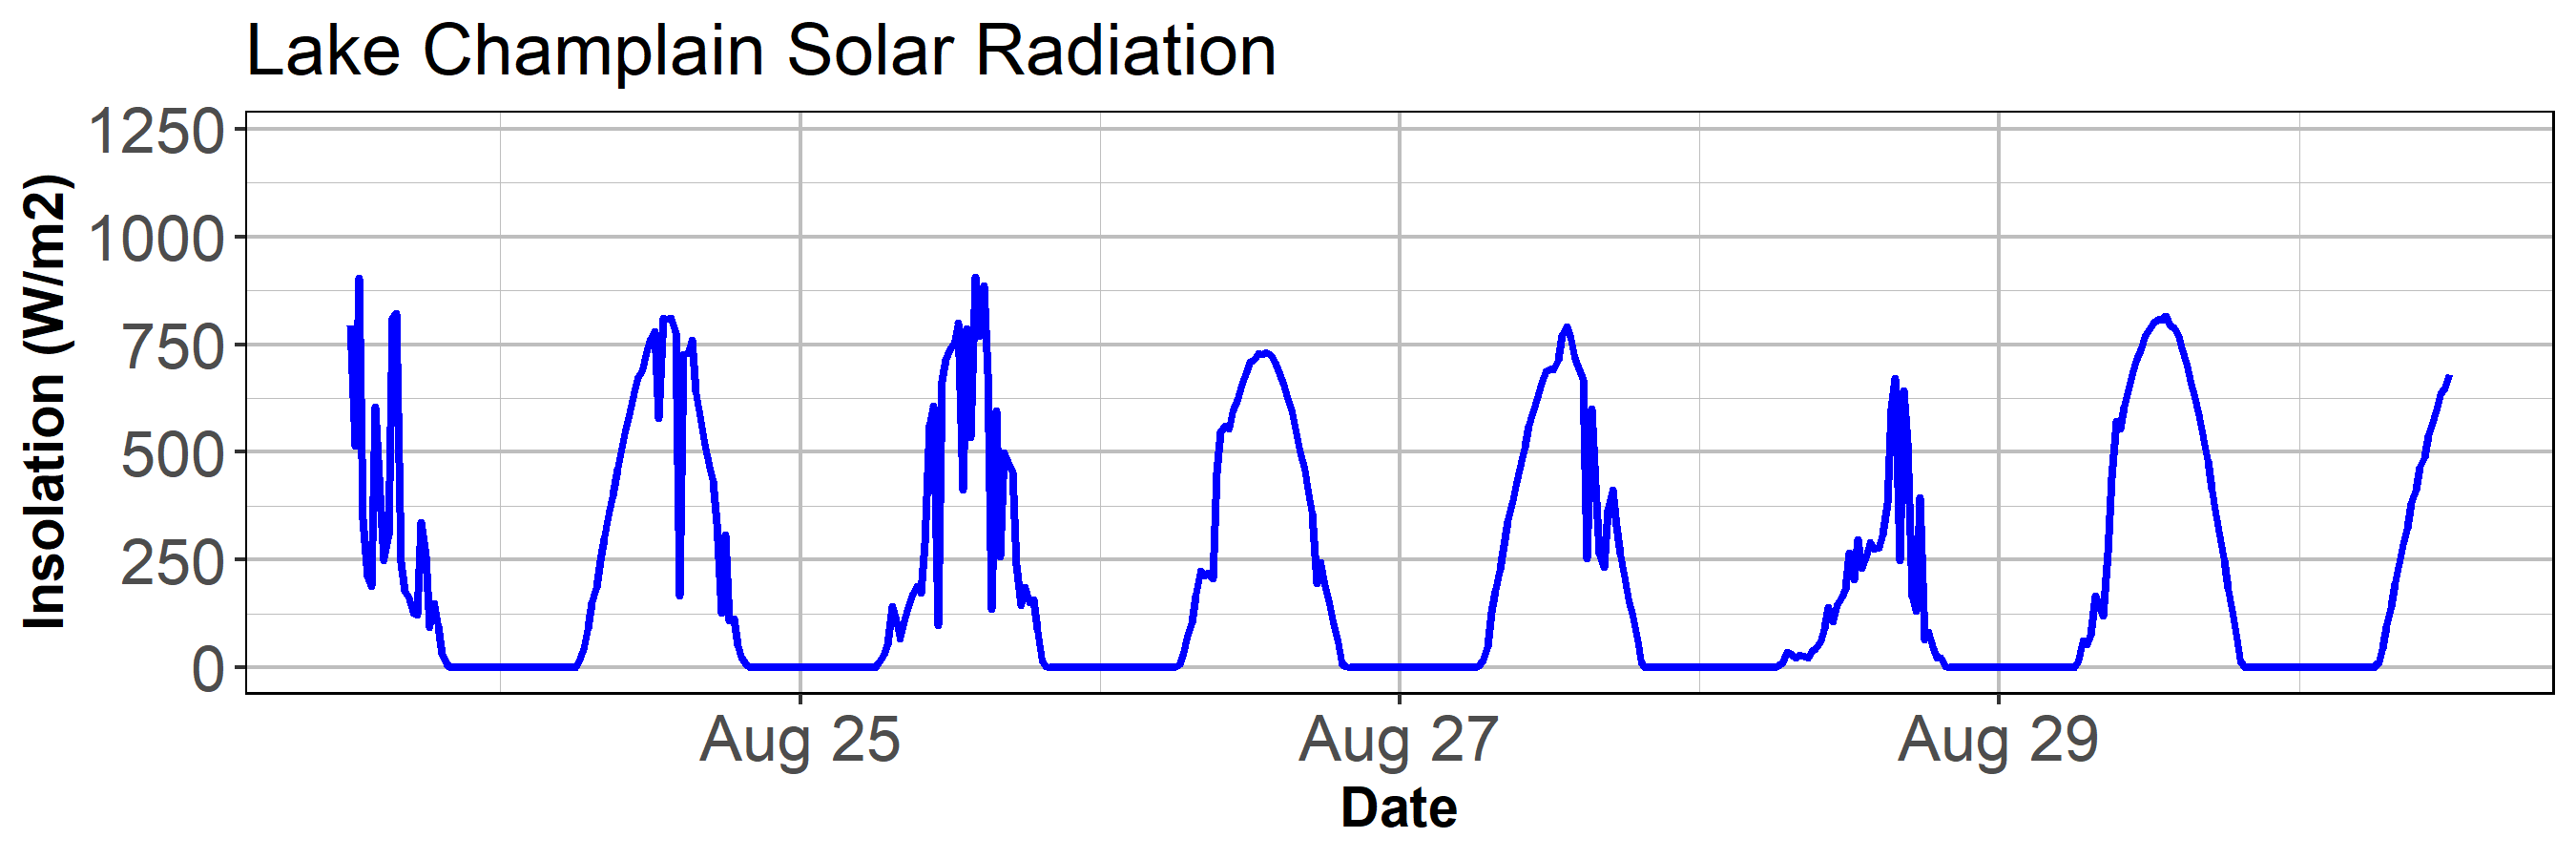 Lake Champlain Solar Radiation
1250
1000
750
500
250
0
Insolation (W/m2)
Aug 25 Aug 27 Aug 29
Date